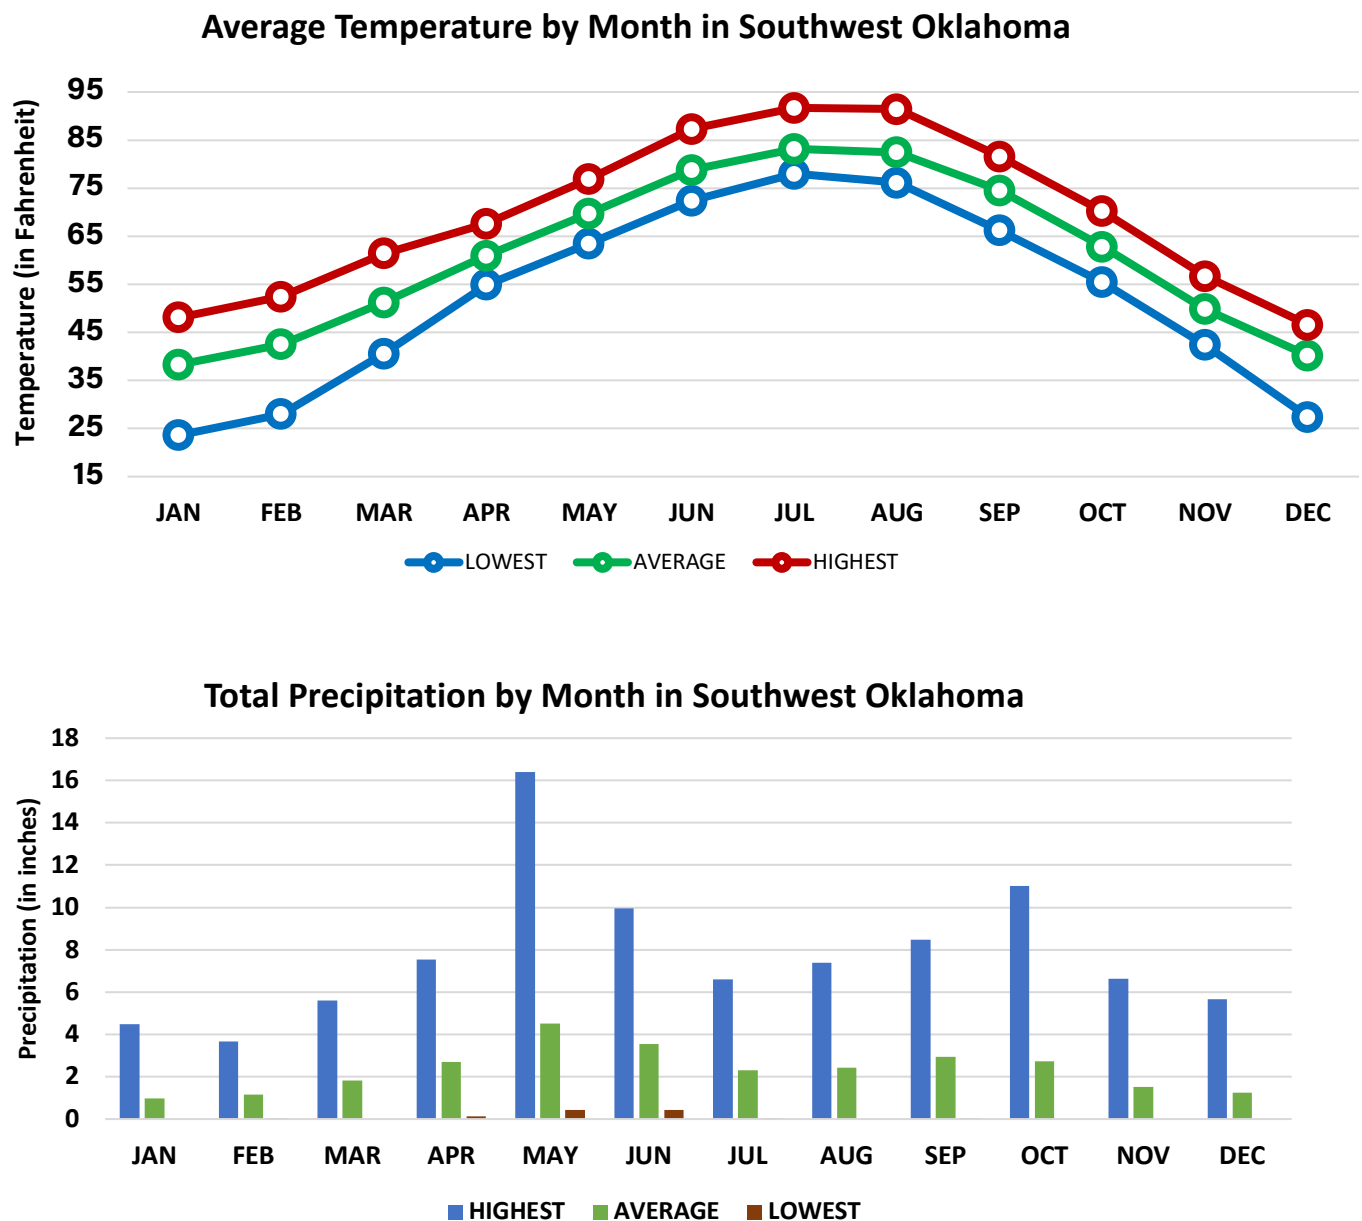 Average Temperature by Month in Southwest Oklahoma
Temperature (in Fahrenheit)
95
85
75
65
55
45
35
25
15
JAN FEB MAR APR MAY JUN JUL AUG SEP OCT NOV DEC
LOWEST AVERAGE HIGHEST
Total Precipitation by Month in Southwest Oklahoma
Precipitation (in inches)
18
16
14
12
10
8
6
4
2
0
JAN FEB MAR APR MAY JUN JUL AUG SEP OCT NOV DEC
HIGHEST AVERAGE LOWEST